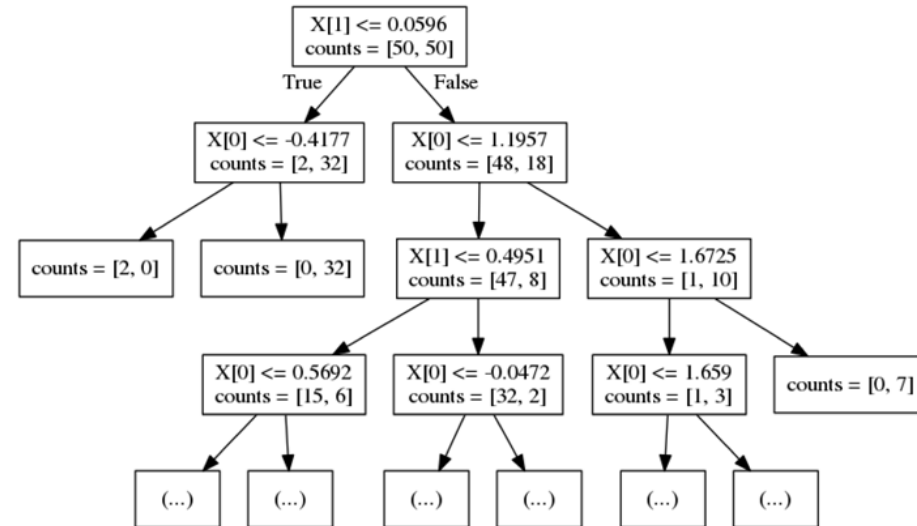 X[1] <= 0.0596
counts = [50, 50]
True
False
X[0] <= -0.4177
counts = [2, 32]
X[0] <= 1.1957
counts = [48, 18]
counts = [2, 0]
counts = [0, 32]
X[1] <= 0.4951
counts = [47, 8]
X[0] <= 1.6725
counts = [1, 10]
X[0] <= 0.5692
counts = [15, 6]
X[0] <= -0.0472
counts = [32, 2]
X[0] <= 1.659
counts = [1, 3]
counts = [0, 7]
(...)
(...)
(...)
(...)
(...)
(...)